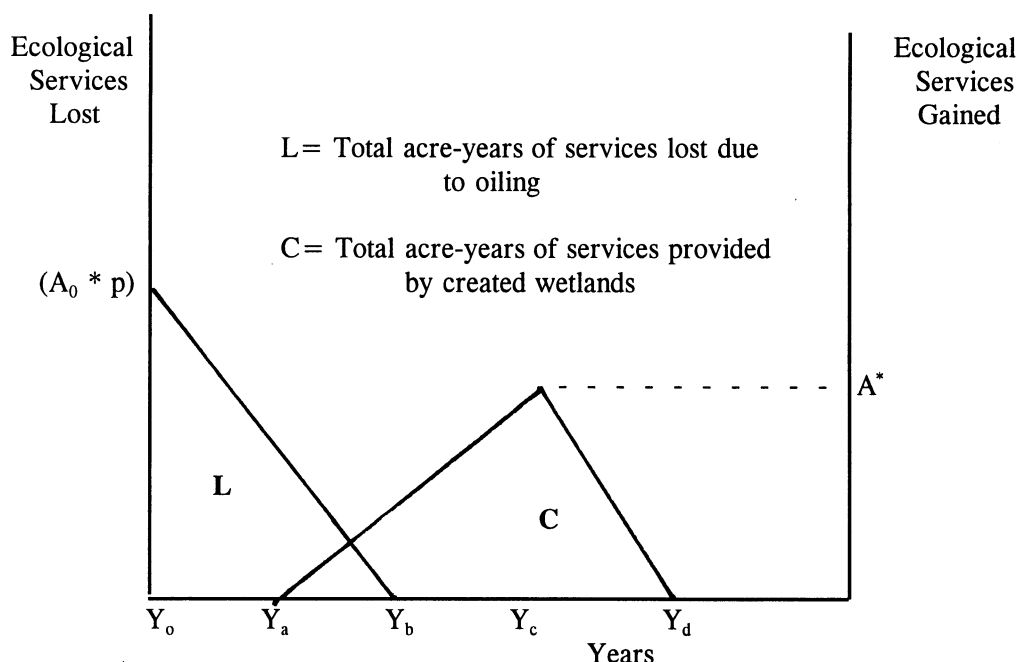 Ecological
Services
Lost
Ecological
Services
Gained
L= Total acre-years of services lost due
to oiling
C= Total acre-years of services provided
by created wetlands
(A₀ * p)
A*
L
C
Yₒ Yₐ Y_b Y_c Y_d
Years